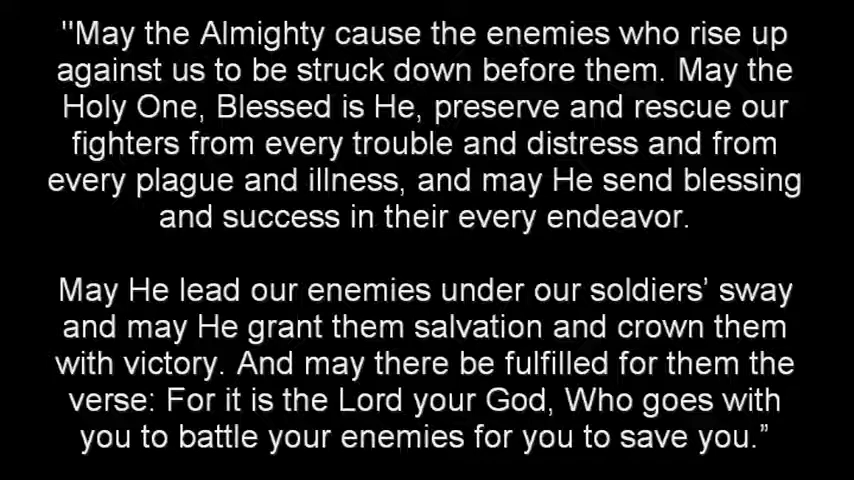 "May the Almighty cause the enemies who rise up
against us to be struck down before them. May the
Holy One, Blessed is He, preserve and rescue our
fighters from every trouble and distress and from
every plague and illness, and may He send blessing
and success in their every endeavor.
May He lead our enemies under our soldiers’ sway
and may He grant them salvation and crown them
with victory. And may there be fulfilled for them the
verse: For it is the Lord your God, Who goes with
you to battle your enemies for you to save you.”